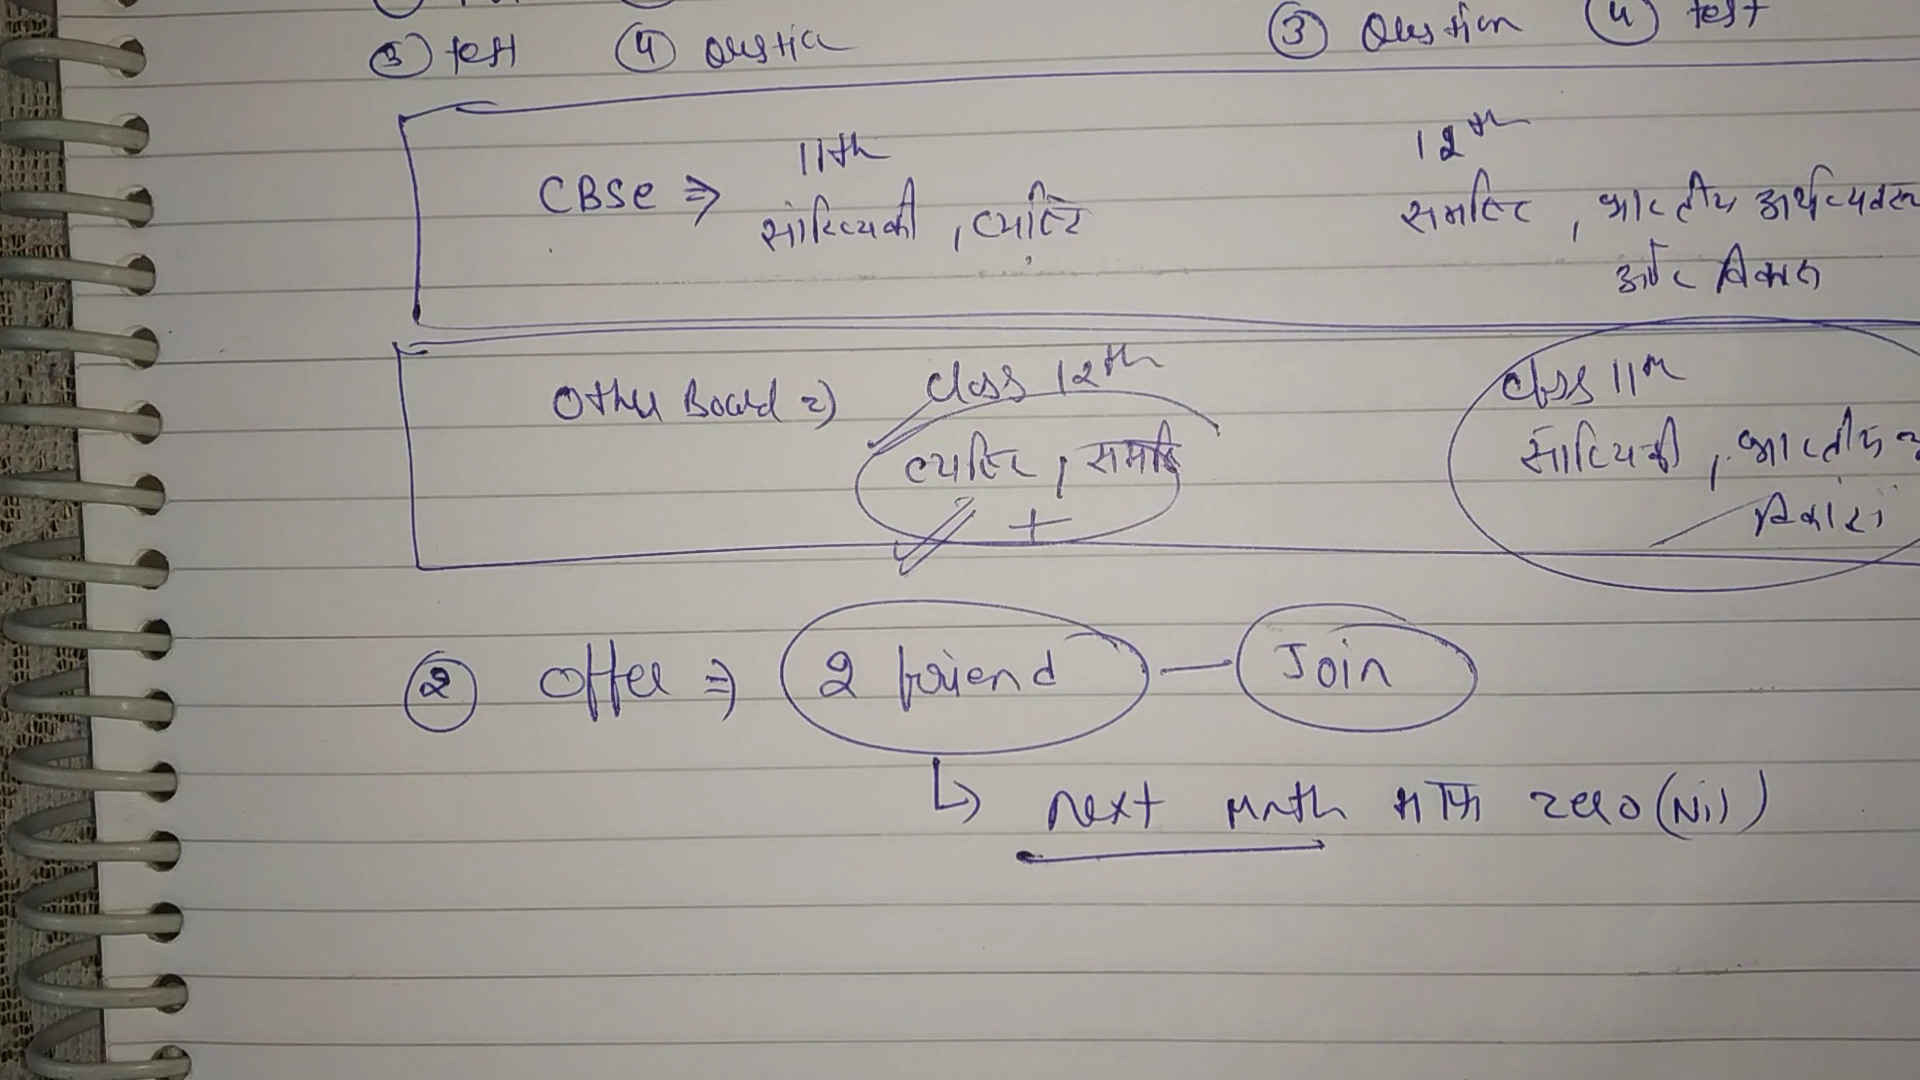 ③ test ④ Question ③ Question ④ test
11th 12th
CBSE ⇒ सांख्यिकी , व्यष्टि समष्टि , भारतीय अर्थव्यवस्था
और विकास
Other Board ⇒ Class 12th Class 11th
व्यष्टि , समष्टि सांख्यिकी , भारतीय
+ विकास
② Offer ⇒ 2 friend — Join
↳ next month zero (Nil)